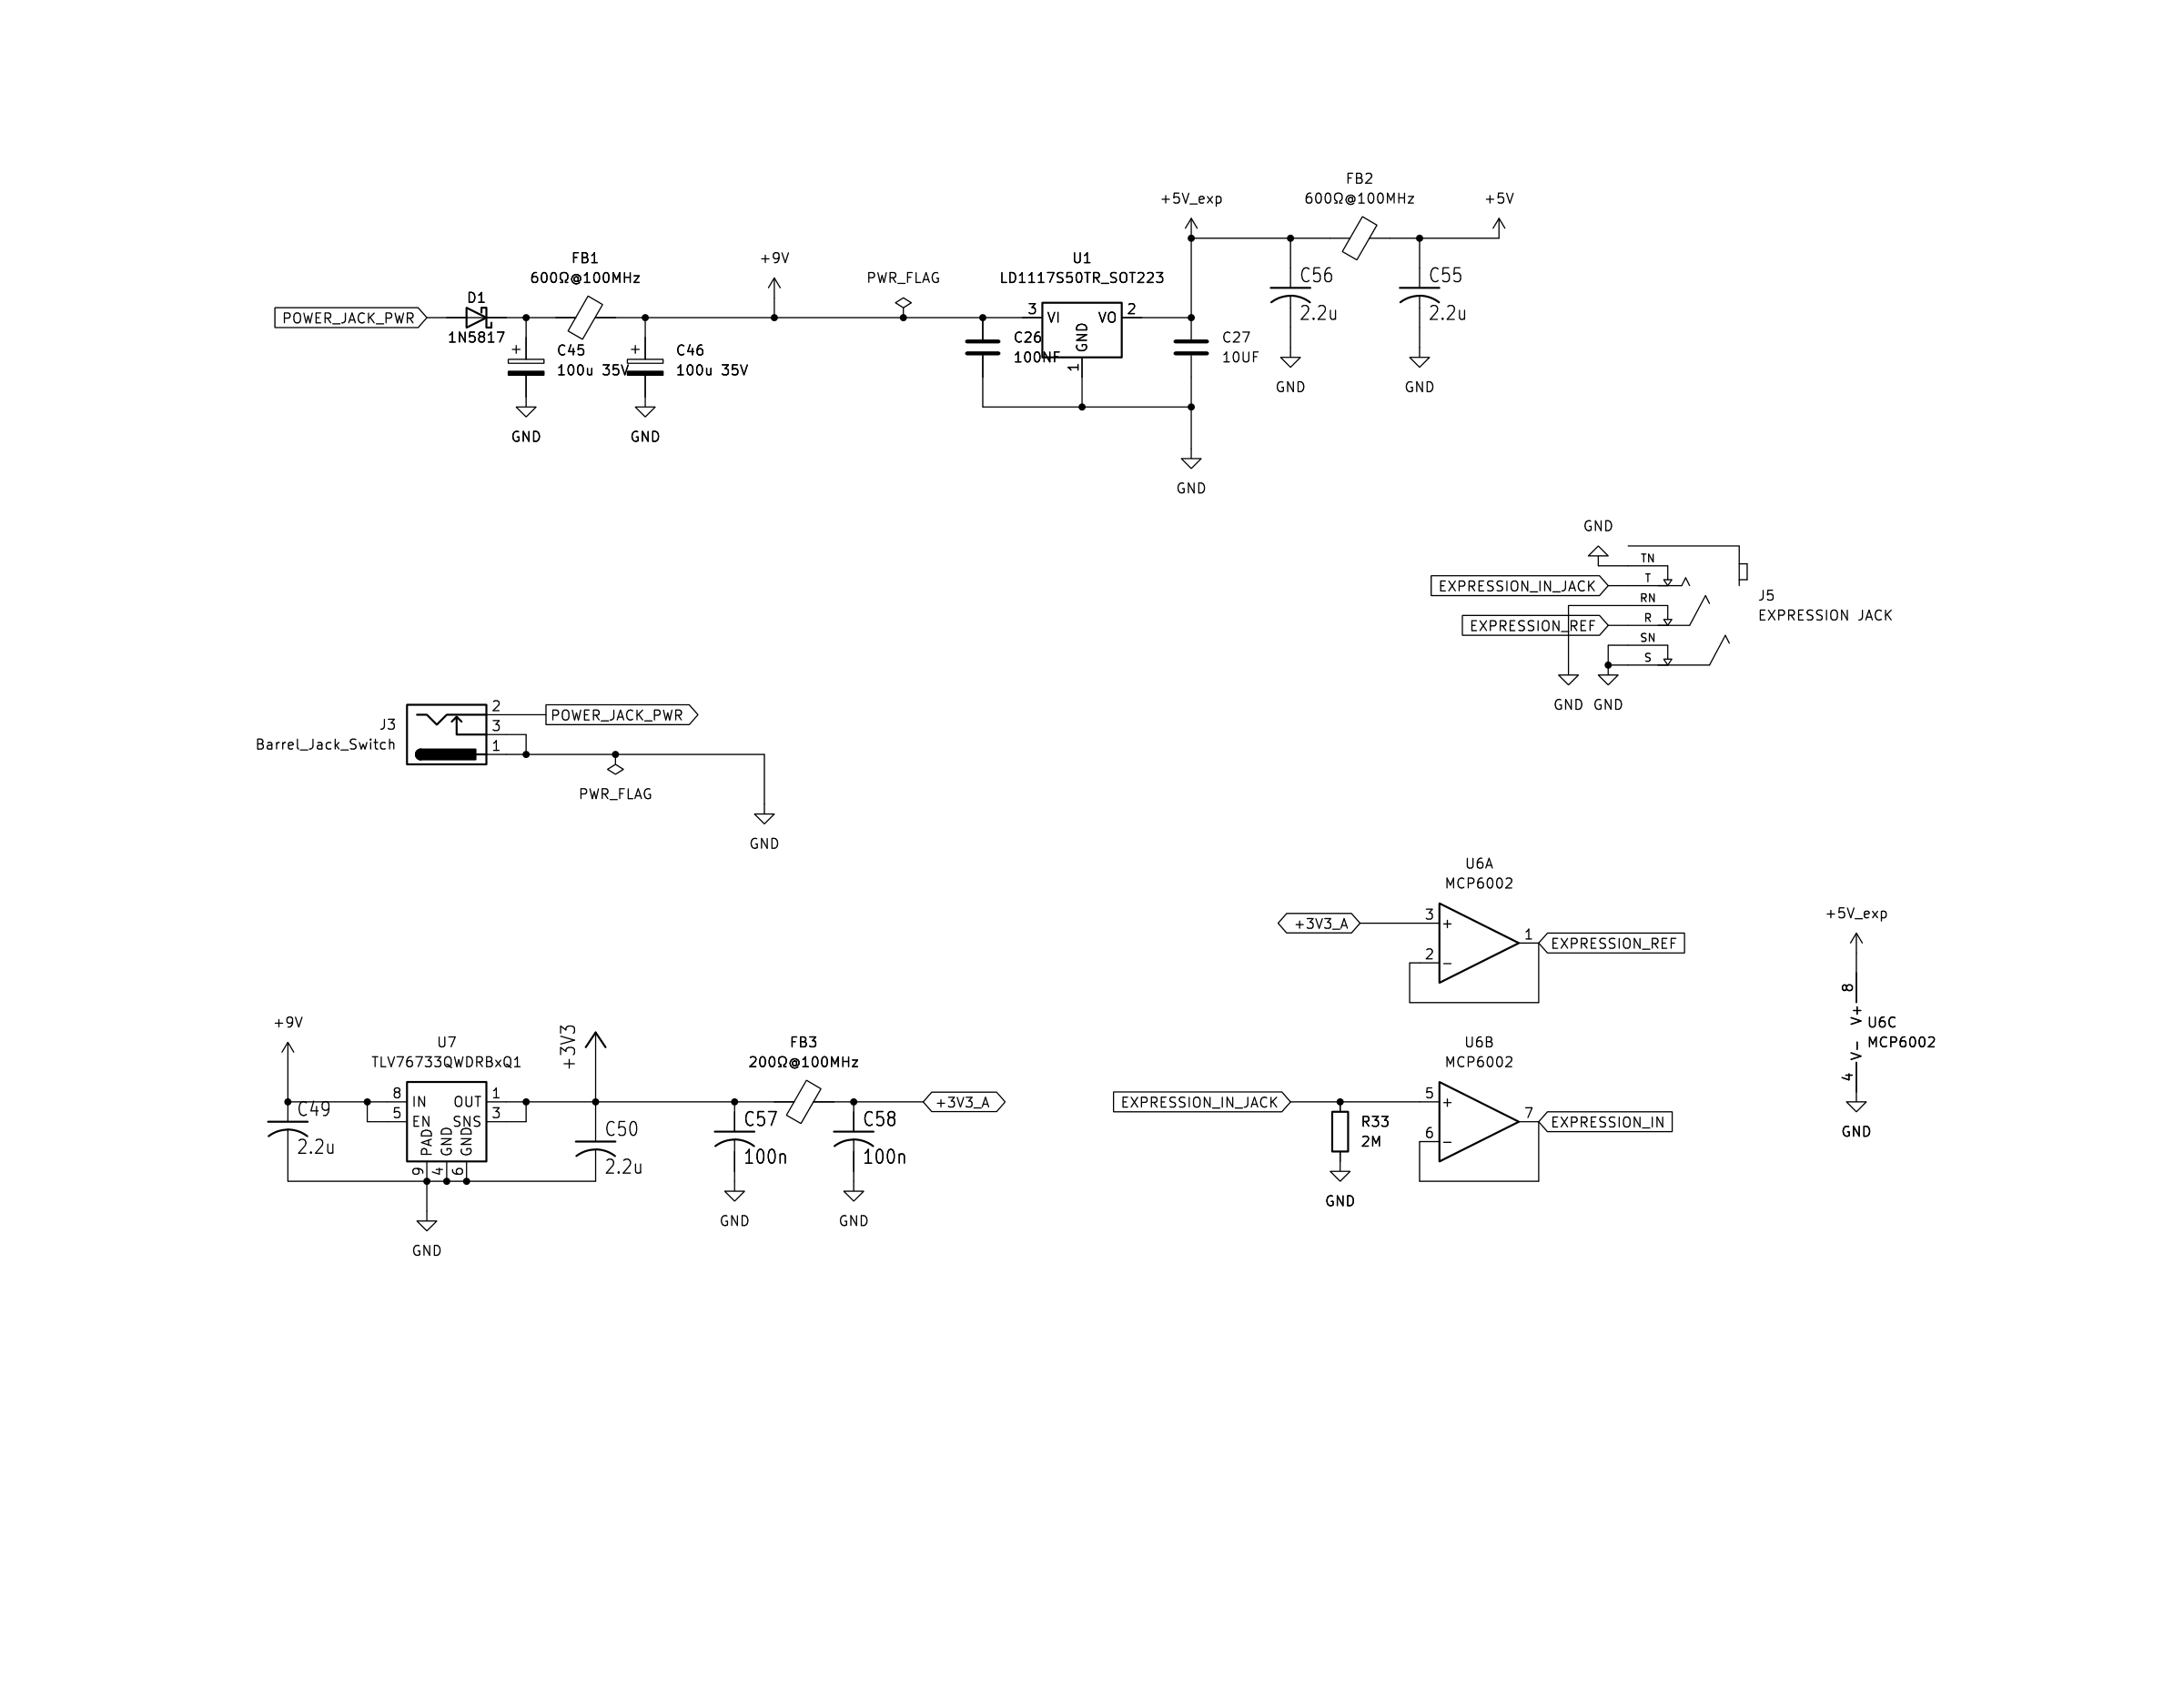 FB2
600Ω@100MHz
+5V_exp
+5V
FB1
600Ω@100MHz
+9V
PWR_FLAG
U1
LD1117S50TR_SOT223
C56
2.2u
C55
2.2u
GND
GND
POWER_JACK_PWR
D1
1N5817
+
C45
100u 35V
+
C46
100u 35V
GND
GND
C26
100NF
3
VI
GND
VO
2
1
C27
10UF
GND
GND
TN
T
RN
R
SN
S
EXPRESSION_IN_JACK
EXPRESSION_REF
J5
EXPRESSION JACK
GND
GND
J3
Barrel_Jack_Switch
2
3
1
POWER_JACK_PWR
PWR_FLAG
GND
U6A
MCP6002
+3V3_A
3
+
2
−
1
EXPRESSION_REF
+5V_exp
8
V+
U6C
MCP6002
V-
4
GND
+9V
U7
TLV76733QWDRBxQ1
+3V3
FB3
200Ω@100MHz
C49
2.2u
8
IN
OUT
1
5
EN
SNS
3
PAD
GND
GND
9
4
6
C50
2.2u
C57
100n
C58
100n
+3V3_A
GND
GND
GND
U6B
MCP6002
EXPRESSION_IN_JACK
R33
2M
5
+
6
−
7
EXPRESSION_IN
GND